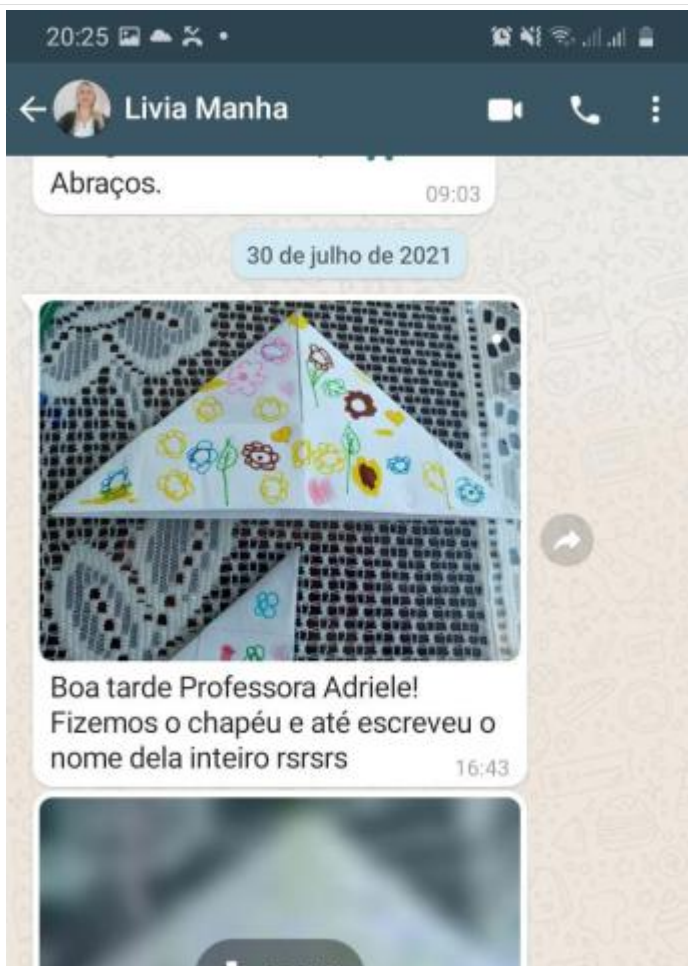 20:25
Livia Manha
Abraços.
09:03
30 de julho de 2021
Boa tarde Professora Adriele!
Fizemos o chapéu e até escreveu o
nome dela inteiro rsrsrs
16:43